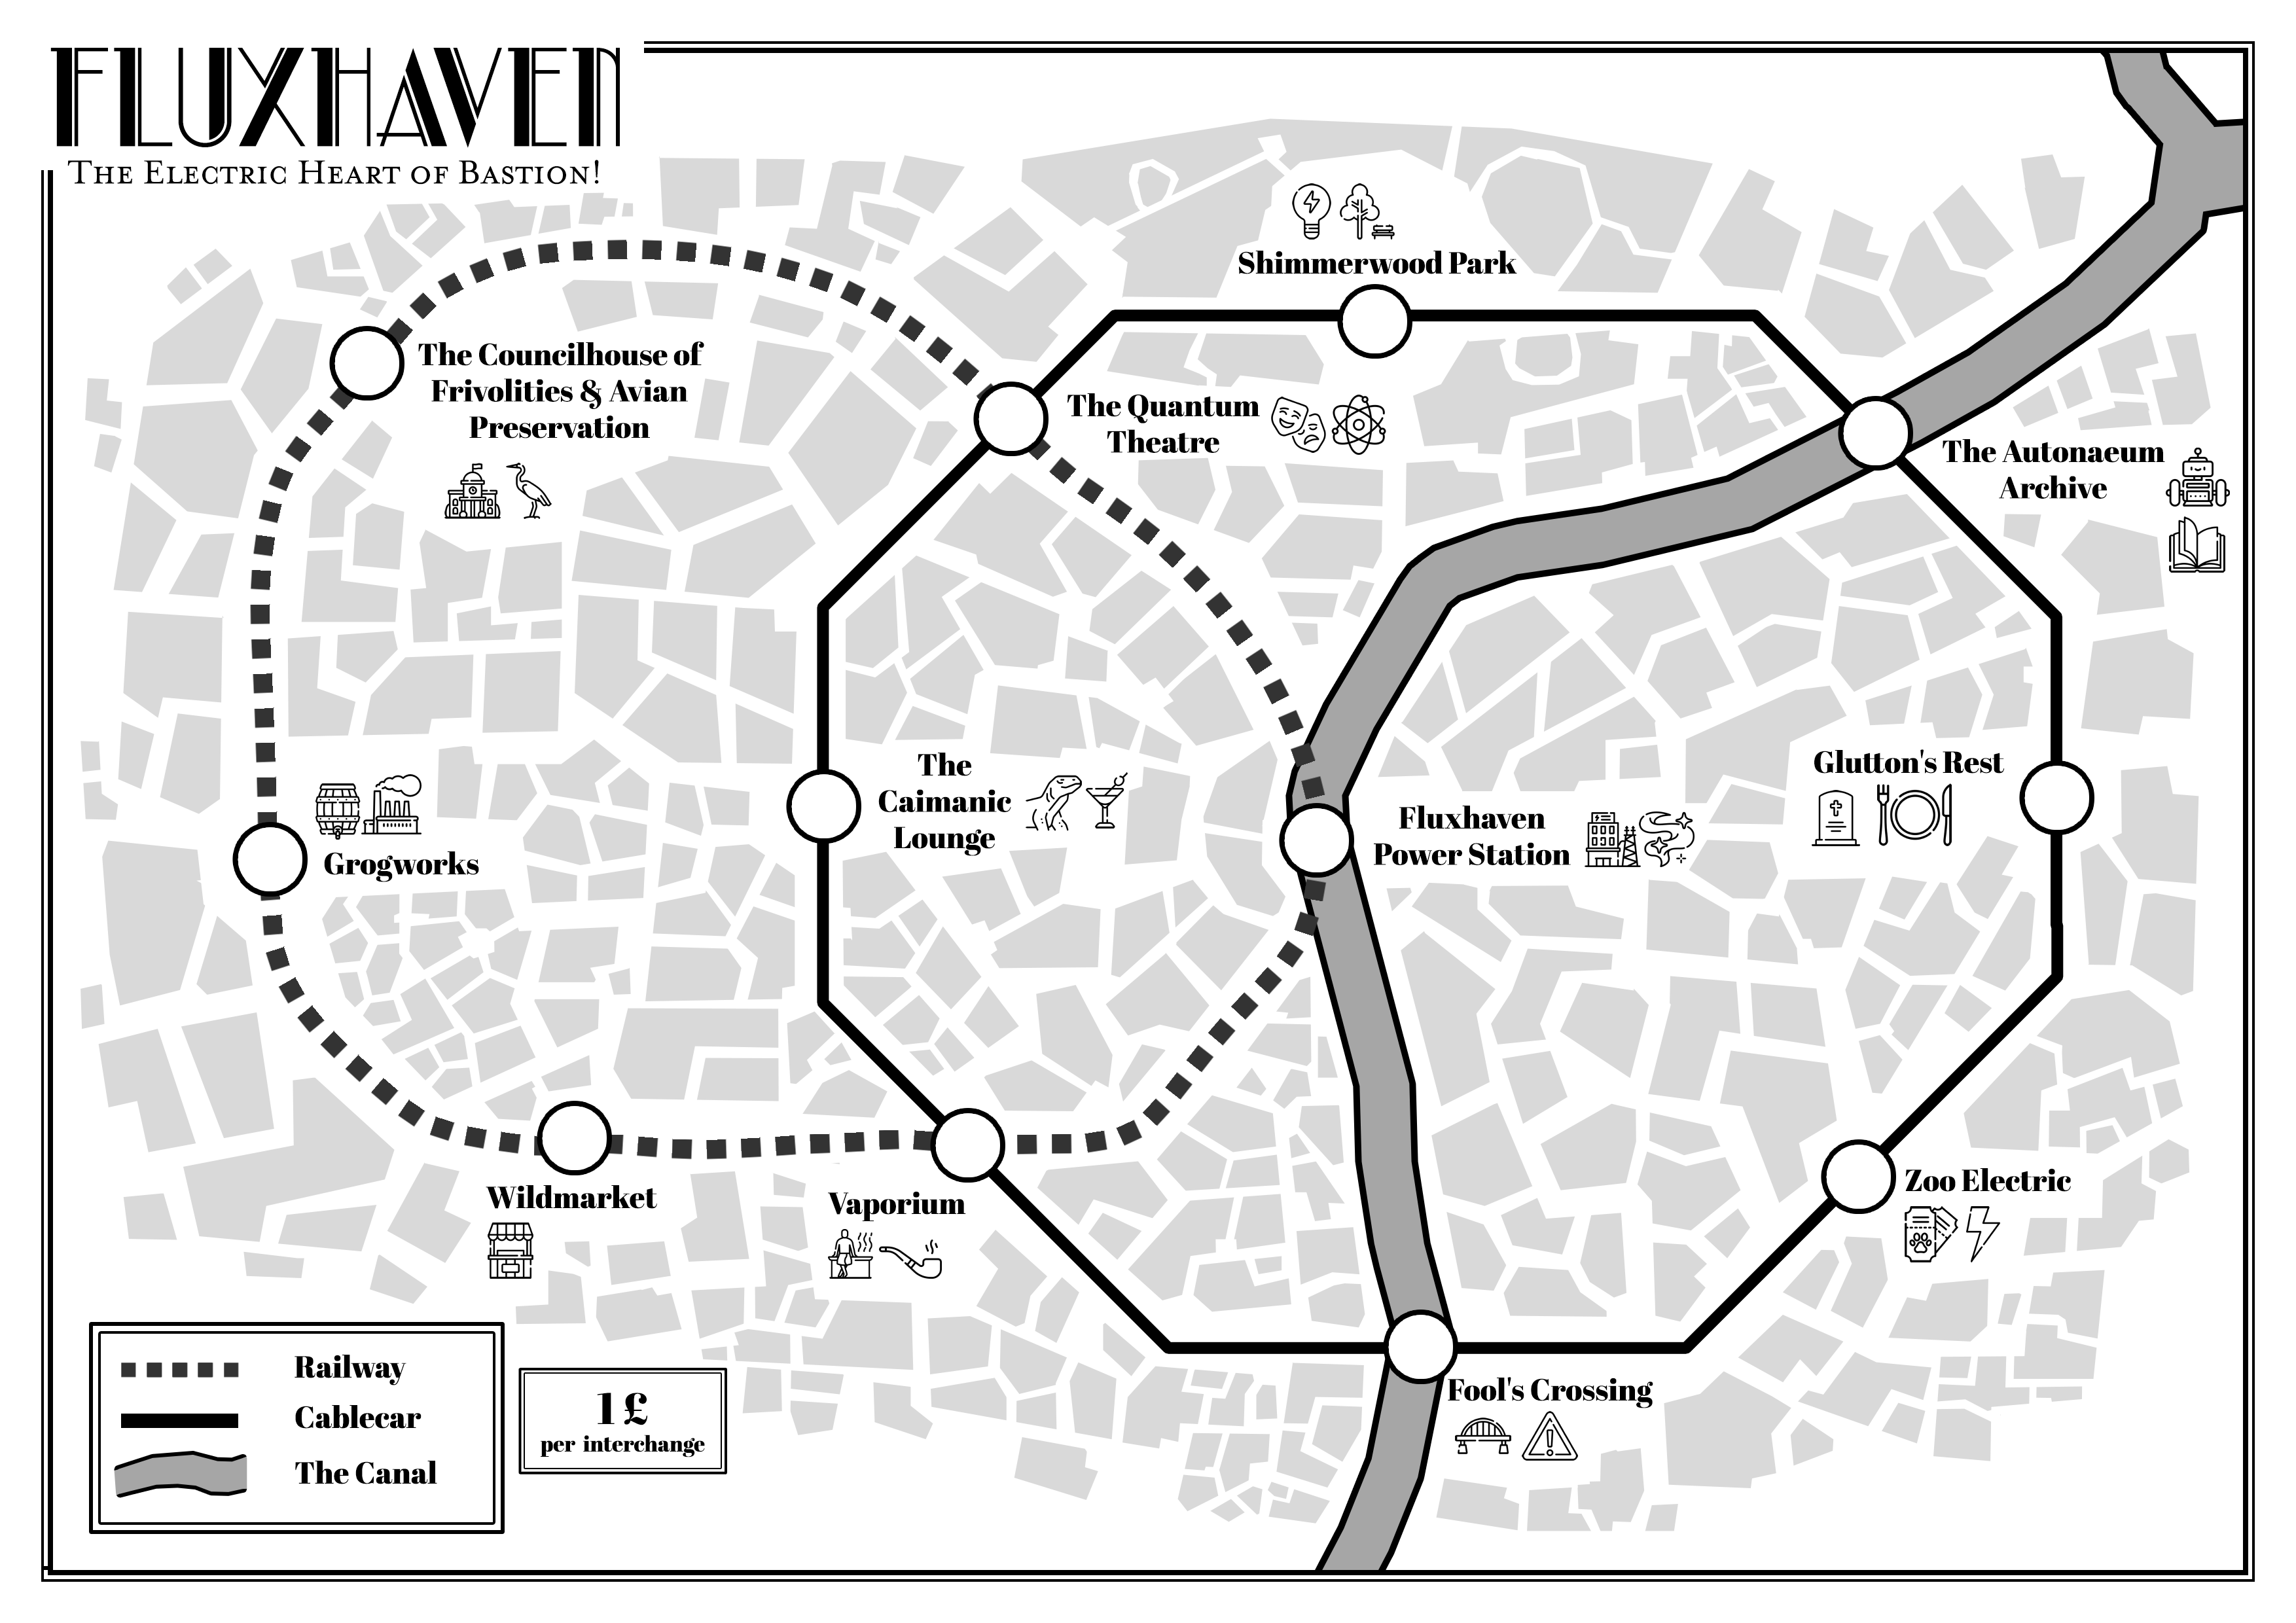 FLUXHAVEN
The Electric Heart of Bastion!
Shimmerwood Park
The Councilhouse of
Frivolities & Avian
Preservation
The Quantum
Theatre
The Autonaeum
Archive
The
Caimanic
Lounge
Fluxhaven
Power Station
Glutton's Rest
Grogworks
Wildmarket
Vaporium
Zoo Electric
Fool's Crossing
Railway
Cablecar
The Canal
1£
per interchange